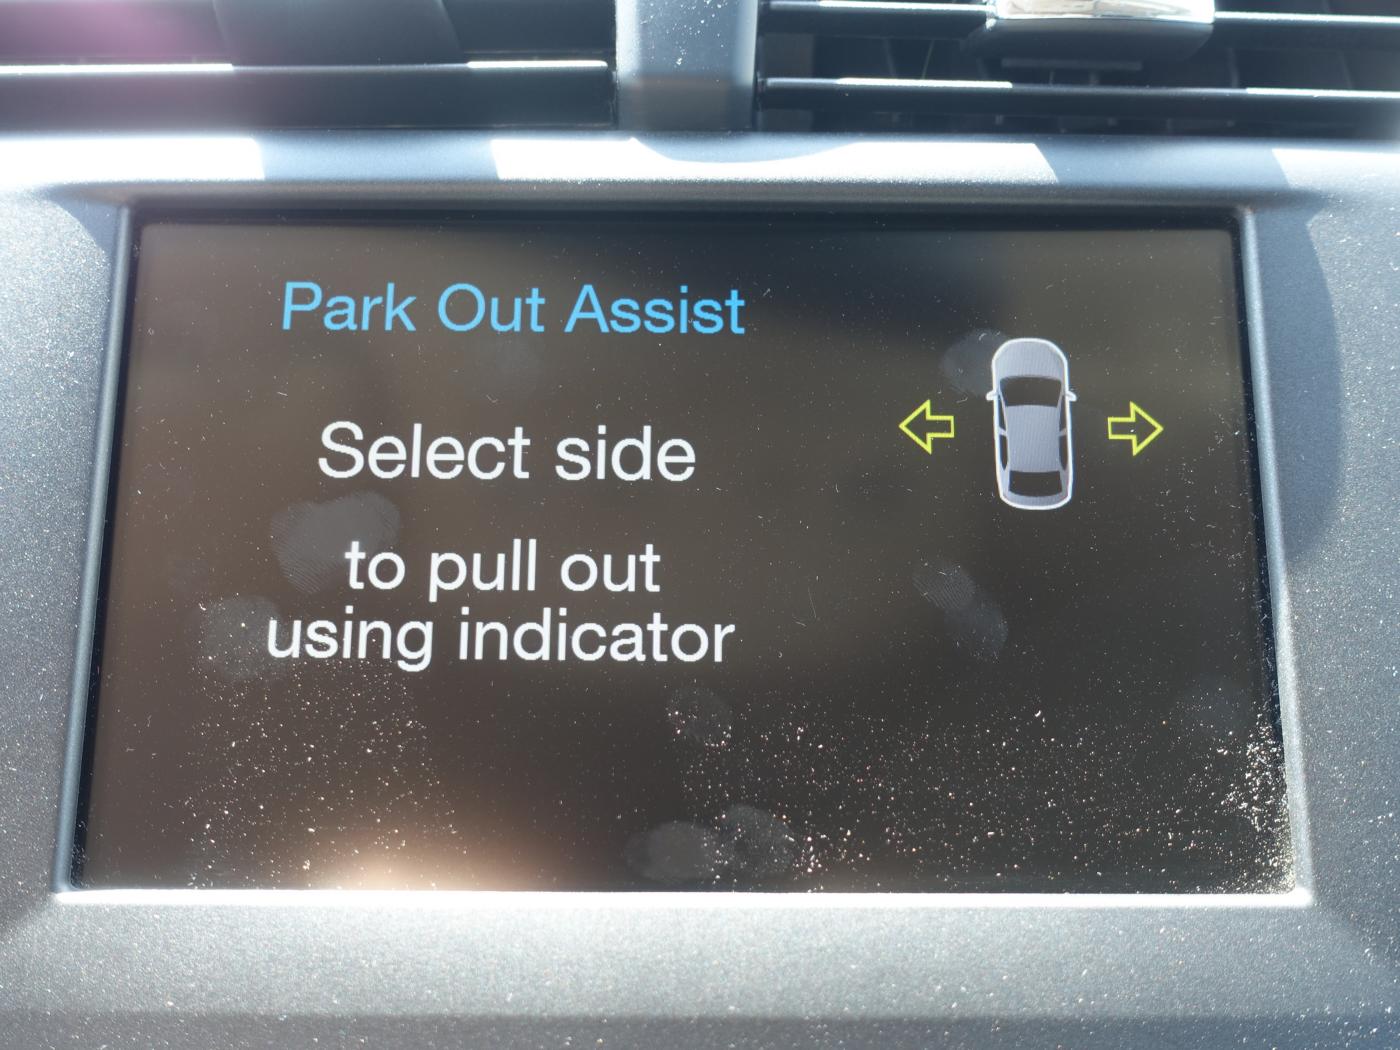 Park Out Assist
Select side
to pull out
using indicator